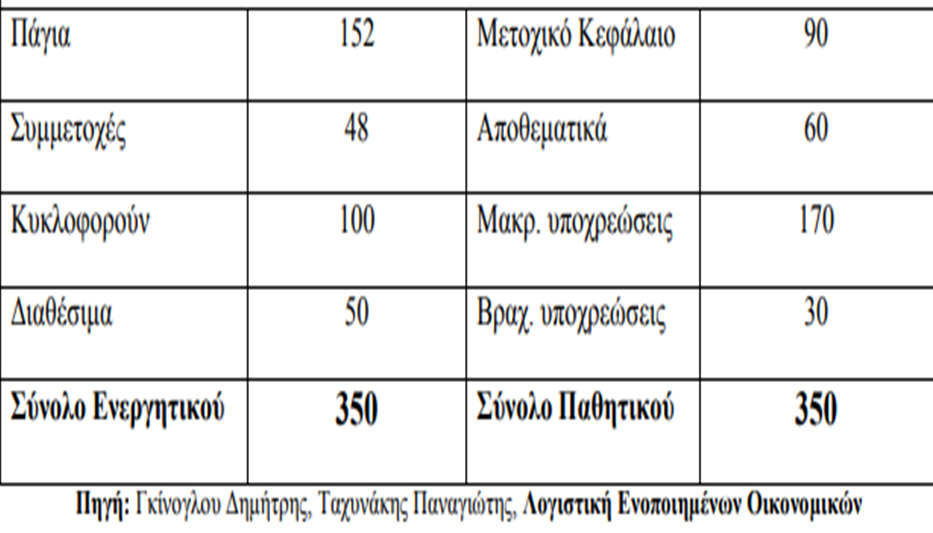 Πάγια 152 Μετοχικό Κεφάλαιο 90
Συμμετοχές 48 Αποθεματικά 60
Κυκλοφορούν 100 Μακρ. υποχρεώσεις 170
Διαθέσιμα 50 Βραχ. υποχρεώσεις 30
Σύνολο Ενεργητικού 350 Σύνολο Παθητικού 350
Πηγή: Γκίνογλου Δημήτρης, Ταχυνάκης Παναγιώτης, Λογιστική Ενοποιημένων Οικονομικών